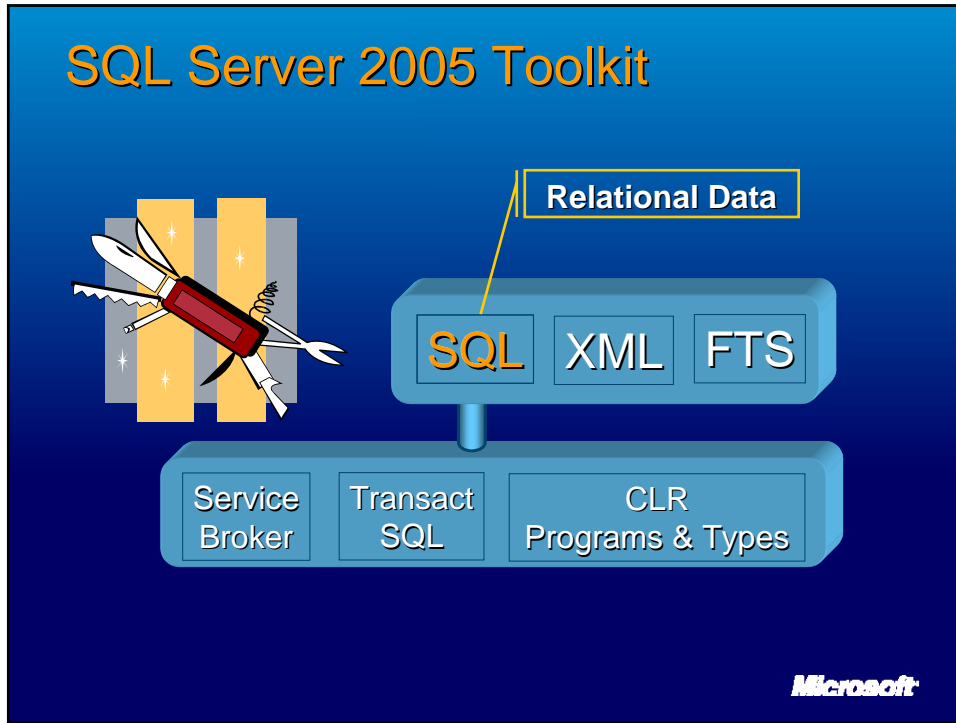 SQL Server 2005 Toolkit
Relational Data
SQL
XML
FTS
Service
Broker
Transact
SQL
CLR
Programs & Types
Microsoft